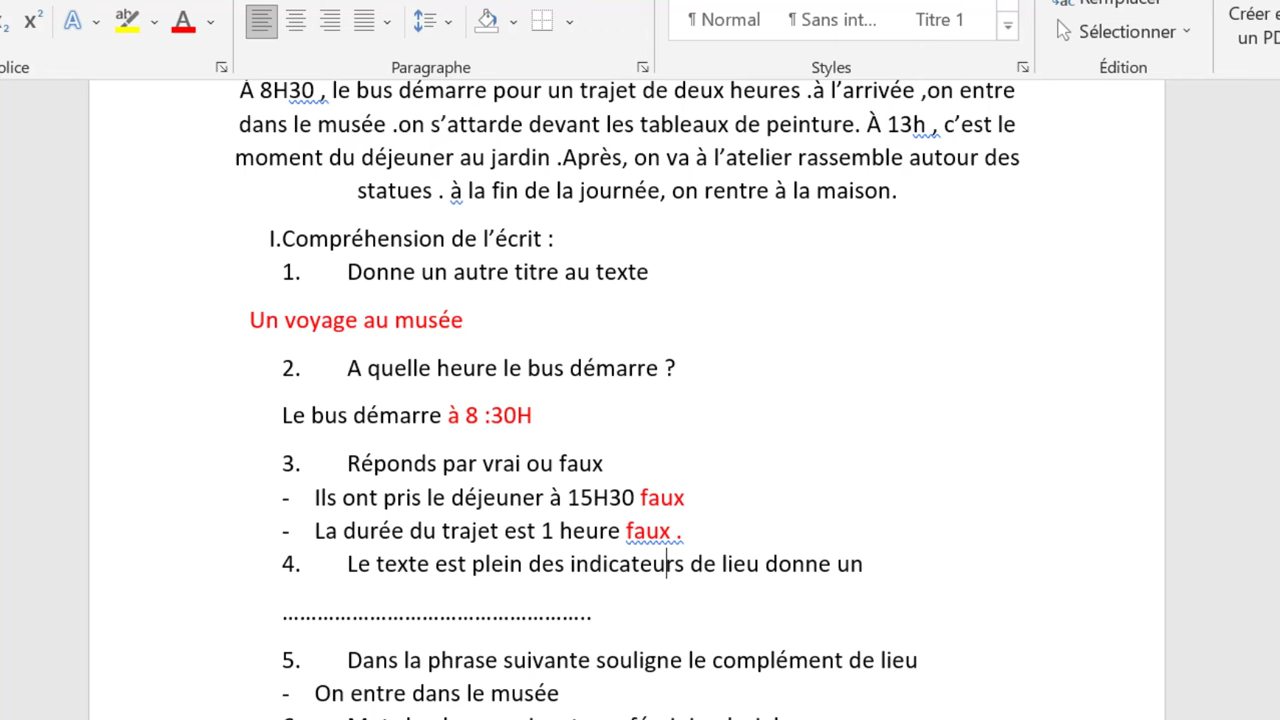 Créer e
Sélectionner
un PD
¶ Normal ¶ Sans int... Titre 1
olice Paragraphe Styles Édition
À 8H30 , le bus démarre pour un trajet de deux heures .à l’arrivée ,on entre
dans le musée .on s’attarde devant les tableaux de peinture. À 13h , c’est le
moment du déjeuner au jardin .Après, on va à l’atelier rassemble autour des
statues . à la fin de la journée, on rentre à la maison.
I.Compréhension de l’écrit :
1. Donne un autre titre au texte
Un voyage au musée
2. A quelle heure le bus démarre ?
Le bus démarre à 8 :30H
3. Réponds par vrai ou faux
- Ils ont pris le déjeuner à 15H30 faux
- La durée du trajet est 1 heure faux .
4. Le texte est plein des indicateurs de lieu donne un
……………………………………………..
5. Dans la phrase suivante souligne le complément de lieu
- On entre dans le musée